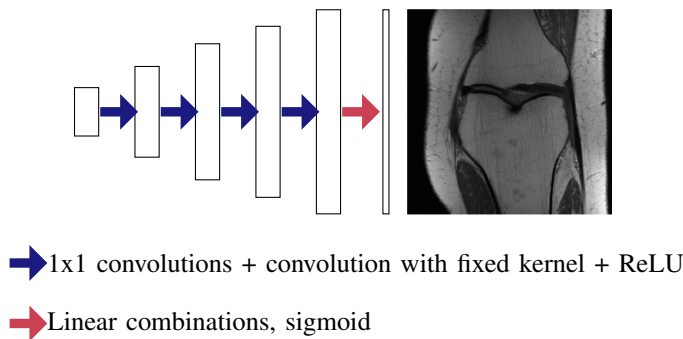 1x1 convolutions + convolution with fixed kernel + ReLU
Linear combinations, sigmoid